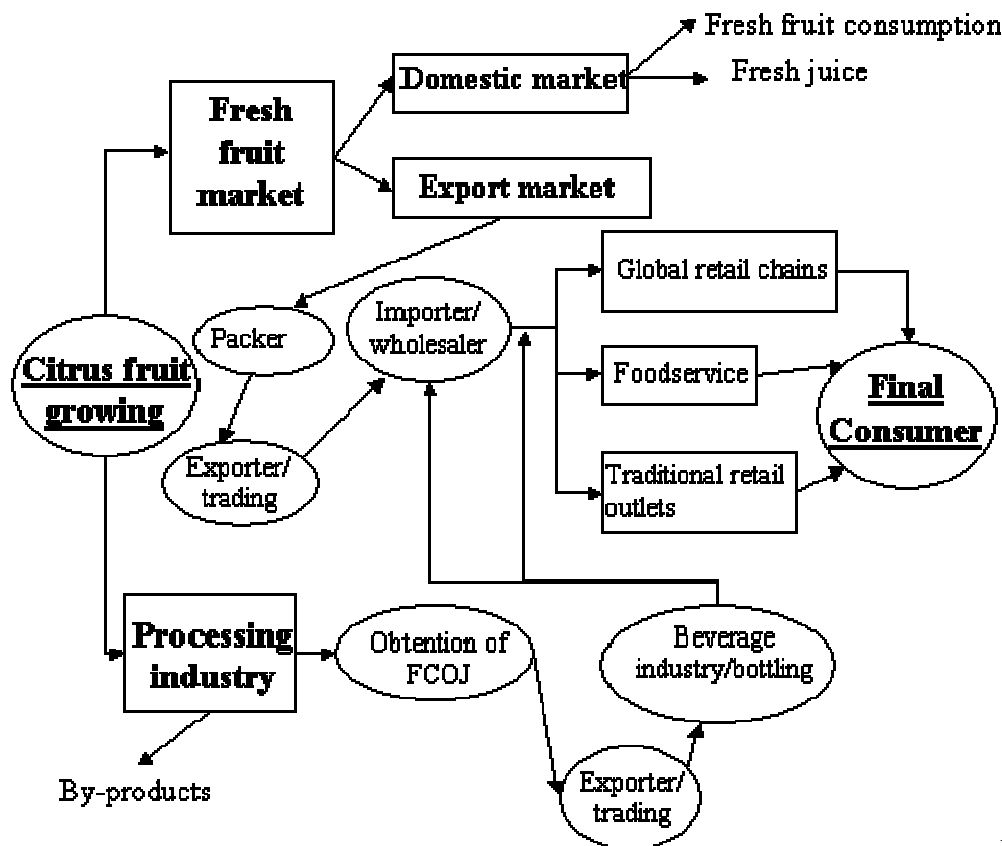 Fresh fruit consumption
Fresh juice
Domestic market
Fresh
fruit
market
Export market
Global retail chains
Importer/
wholesaler
Packer
Citrus fruit
growing
Foodservice
Final
Consumer
Exporter/
trading
Traditional retail
outlets
Processing
industry
Obtention of
FCOJ
Beverage
industry/bottling
By-products
Exporter/
trading